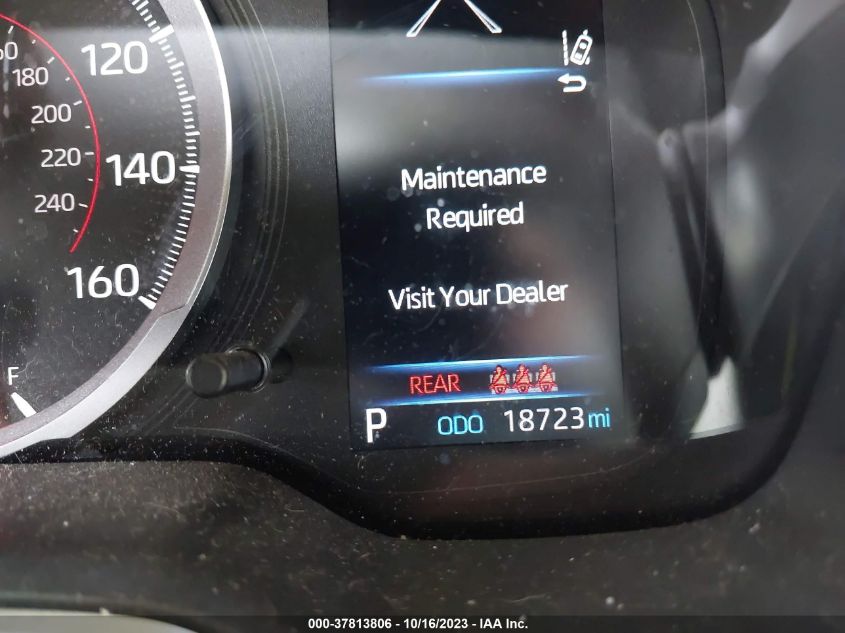 120
140
160
180
200
220
240
F
Maintenance
Required
Visit Your Dealer
REAR
P ODO 18723 mi
000-37813806 - 10/16/2023 - IAA Inc.